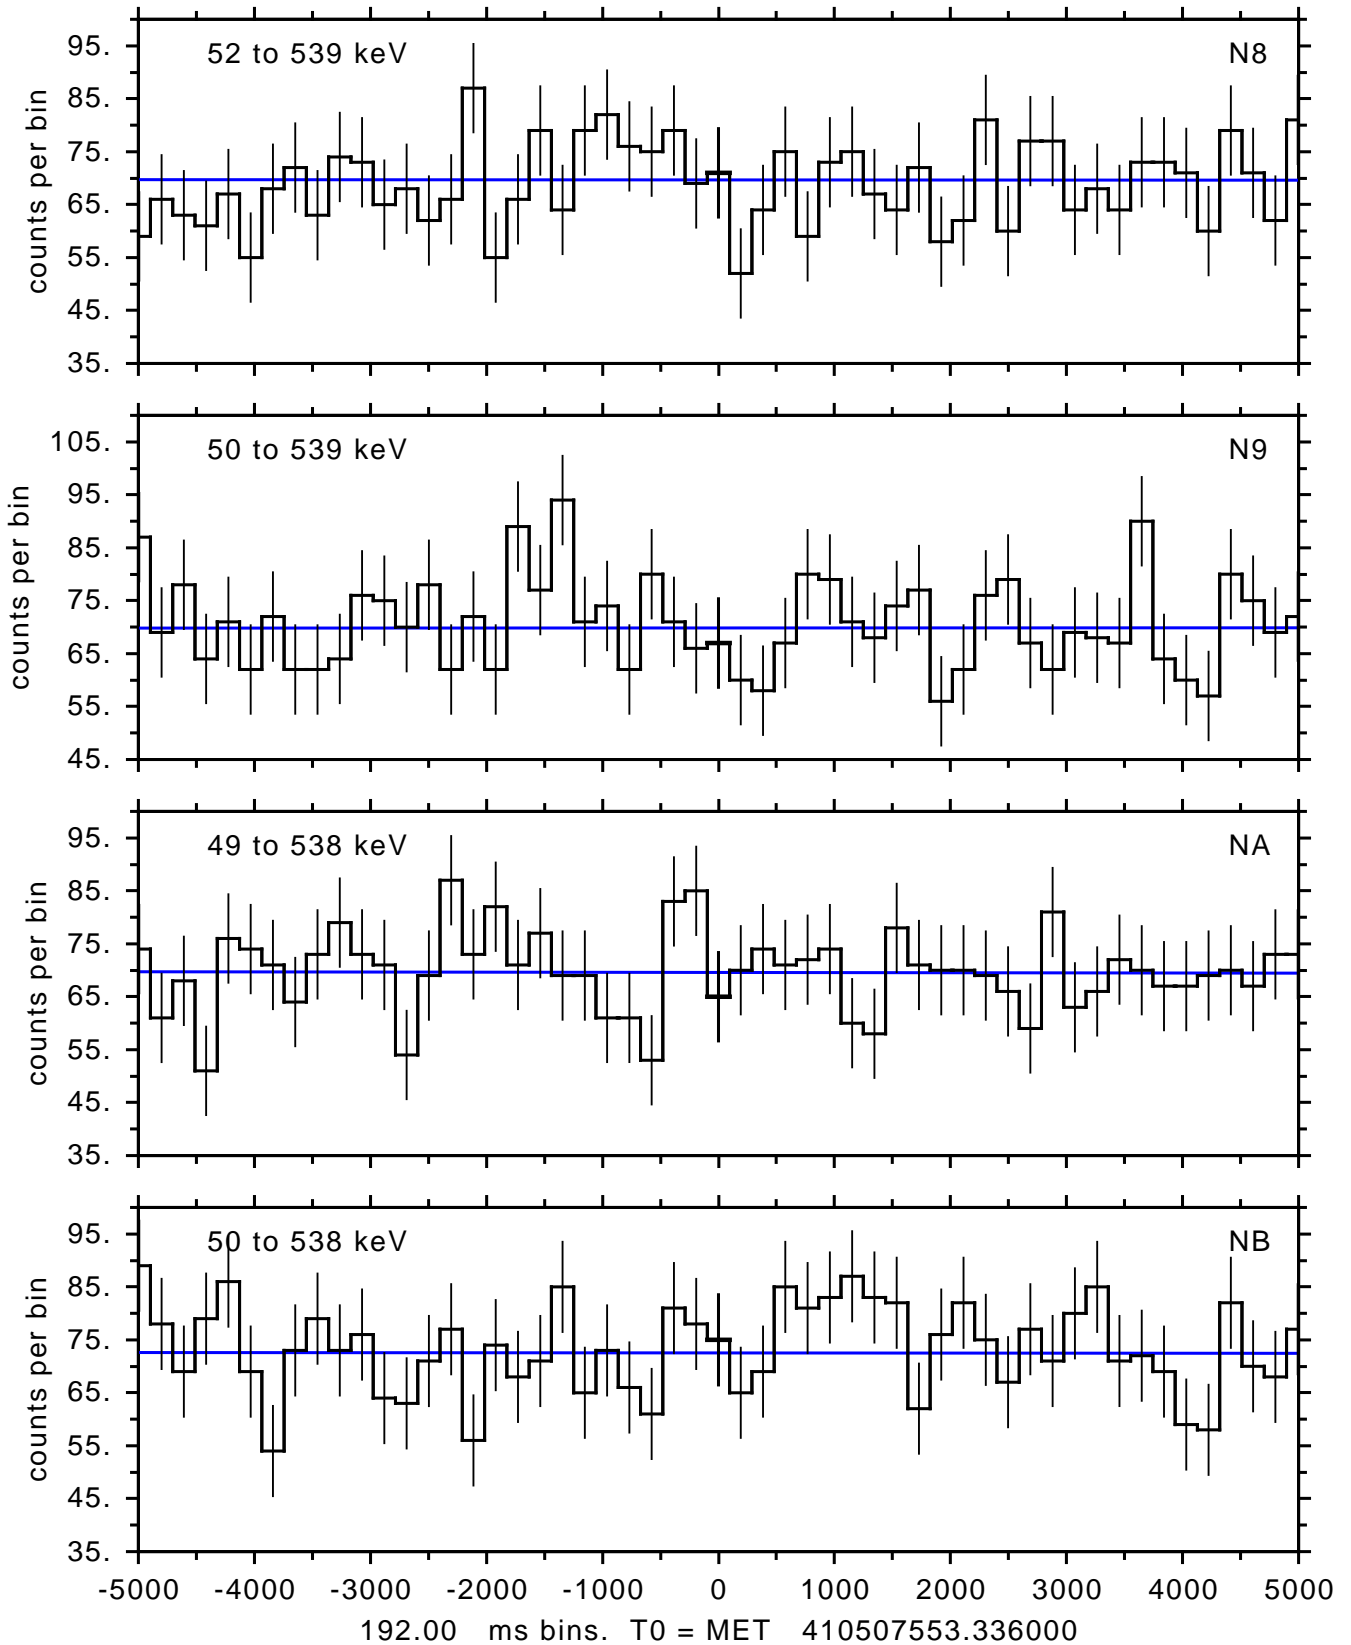 52 to 539 keV N8
95.
85.
75.
65.
55.
45.
35.
counts per bin
50 to 539 keV N9
105.
95.
85.
75.
65.
55.
45.
counts per bin
49 to 538 keV NA
95.
85.
75.
65.
55.
45.
35.
counts per bin
50 to 538 keV NB
95.
85.
75.
65.
55.
45.
35.
counts per bin
-5000 -4000 -3000 -2000 -1000 0 1000 2000 3000 4000 5000
192.00 ms bins. T0 = MET 410507553.336000